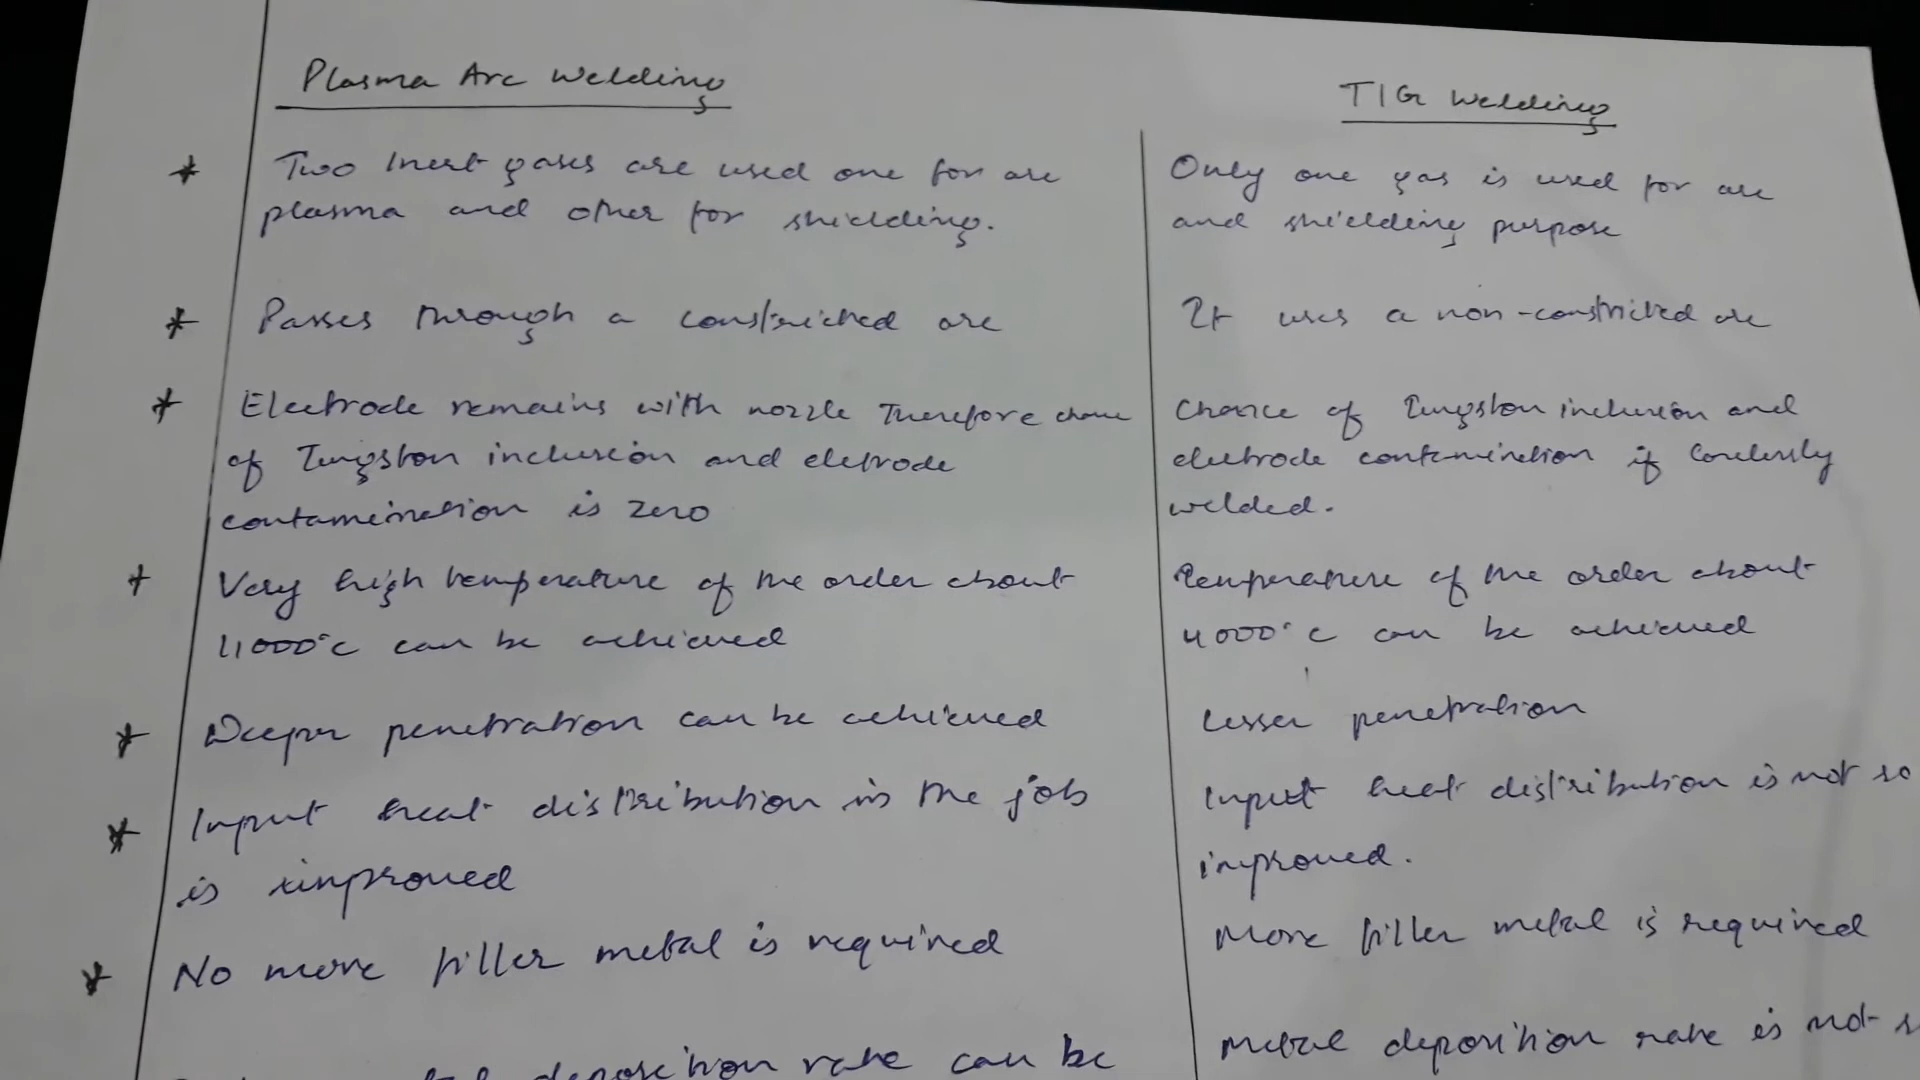 Plasma Arc Welding
Two Inert gases are used one for arc
plasma and other for shielding.
* Passes through a constricted arc
* Electrode remains with nozzle Therefore chance
of Tungston inclusion and eletrode
contamination is zero
+ Very high temperature of the order about
11000°C can be achieved
* Deeper penetration can be achieved
* Input heat distribution in the job
is improved
* No more filler metal is required
deposition rate can be
TIG Welding
Only one gas is used for arc
and shielding purpose
It uses a non-constricted arc
Chance of Tungston inclusion and
electrode contamination if
welded.
Temperature of the order about
4000°C can be achieved
Lesser penetration
Input heat distribution is not so
improved.
More filler metal is required
Metal deposition rate is not